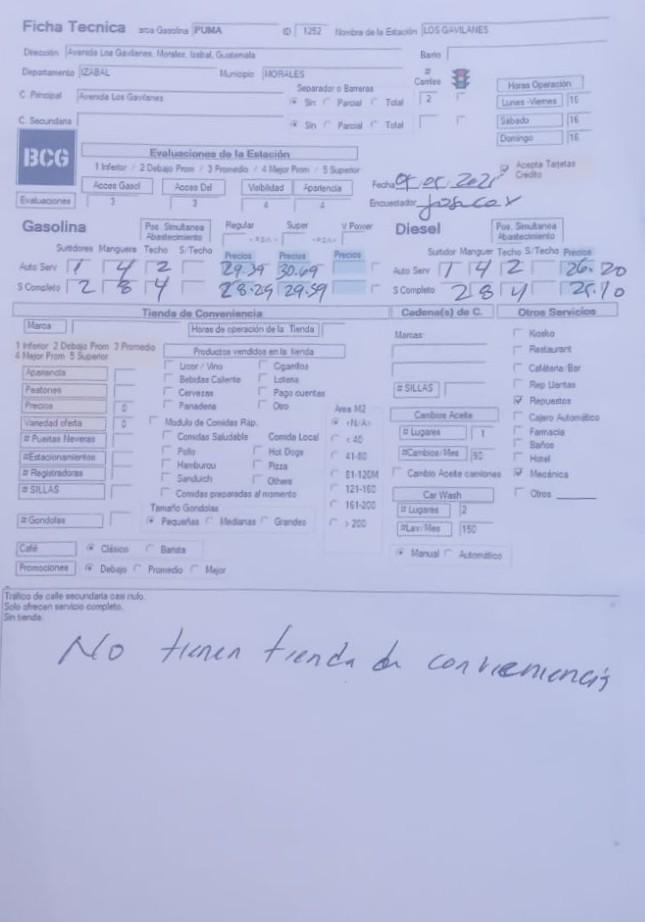 Ficha Tecnica Gasolina PUMA ID 1252 Nombre de la Estación LOS GAVILANES
Dirección Avenida Los Gavilanes, Morales, Izabal, Guatemala Barrio
Departamento IZABAL Municipio MORALES # Carriles
C. Principal Avenida Los Gavilanes Separador o Barreras Sin Parcial Total 2
C. Secundaria Sin Parcial Total
Horas Operación
Lunes -Viernes 16
Sabado 16
Domingo 16
BCG
Evaluaciones de la Estación
1 Inferior / 2 Debajo Prom / 3 Promedio / 4 Mejor Prom / 5 Superior
Acces Gasol Acces Del Visibilidad Apariencia
Evaluaciones 3 3 4 4
Acepta Tarjetas Crédito
Fecha
Encuestador
Gasolina Pos. Simultanea Abastecimiento Regular Super V Power
Surtidores Manguera Techo S/Techo Precios Precios Precios
Auto Serv 1 4 2 29.39 30.69
S Completo 2 8 4 28.29 29.59
Diesel Pos. Simultanea Abastecimiento
Surtidor Manguer Techo S/Techo Precios
Auto Serv 1 4 2 26.20
S Completo 2 8 4 25.10
Tienda de Conveniencia
Marca Horas de operación de la Tienda
1 Inferior 2 Debajo Prom 3 Promedio
4 Mejor Prom 5 Superior
Apariencia
Peatones
Precios 0
Variedad oferta 0
# Puertas Neveras
#Estacionamientos
# Registradoras
# SILLAS
# Gondolas
Productos vendidos en la tienda
Licor / Vino Cigarrillos
Bebidas Caliente Loteria
Cervezas Pago cuentas
Panaderia Otro
Modulo de Comidas Rap.
Comidas Saludable Comida Local
Pollo Hot Dogs
Hamburou Pizza
Sanduich Others
Comidas preparadas al momento
Tamaño Gondolas
Pequeñas Medianas Grandes
Area M2
<N/A>
< 40
41-80
81-120M
121-160
161-200
> 200
Café Clásico Barista
Promociones Debajo Promedio Mejor
Cadena(s) de C.
Marcas:
# SILLAS
Cambios Aceite
# Lugares 1
#Cambios/Mes
Cambio Aceite camiones
Car Wash
# Lugares 2
#Lav/Mes 150
Manual Automático
Otros Servicios
Kiosko
Restaurant
Cafeteria/Bar
Rep Llantas
Repuestos
Cajero Automático
Farmacia
Baños
Hotel
Mecánica
Otros
Tráfico de calle secundaria casi nulo.
Solo ofrecen servicio completo.
Sin tienda.
No tienen tienda de convieniencis